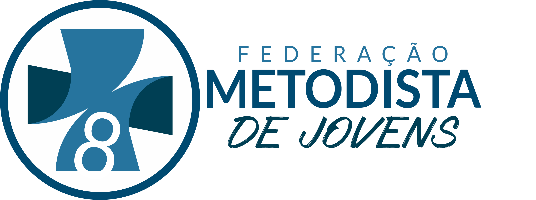 8
FEDERAÇÃO
METODISTA
DE JOVENS